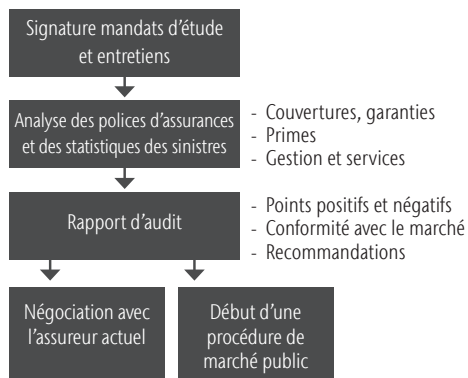 Signature mandats d'étude
et entretiens
Analyse des polices d'assurances
et des statistiques des sinistres
- Couvertures, garanties
- Primes
- Gestion et services
Rapport d'audit
- Points positifs et négatifs
- Conformité avec le marché
- Recommandations
Négociation avec
l'assureur actuel
Début d'une
procédure de
marché public